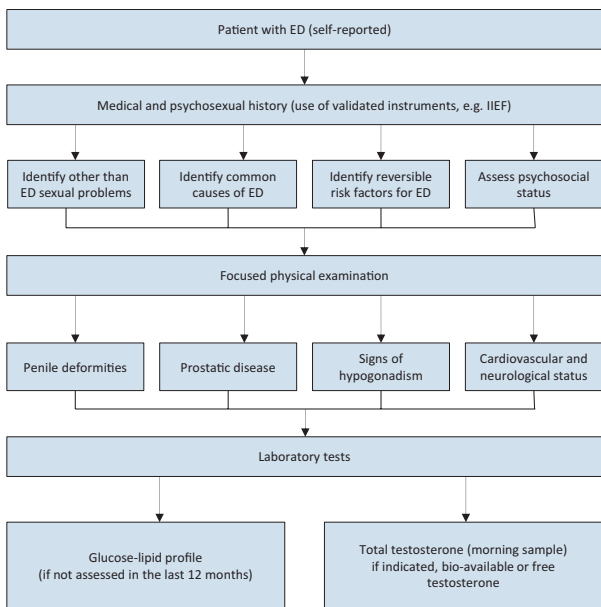 Patient with ED (self-reported)
Medical and psychosexual history (use of validated instruments, e.g. IIEF)
Identify other than
ED sexual problems
Identify common
causes of ED
Identify reversible
risk factors for ED
Assess psychosocial
status
Focused physical examination
Penile deformities
Prostatic disease
Signs of
hypogonadism
Cardiovascular and
neurological status
Laboratory tests
Glucose-lipid profile
(if not assessed in the last 12 months)
Total testosterone (morning sample)
if indicated, bio-available or free
testosterone